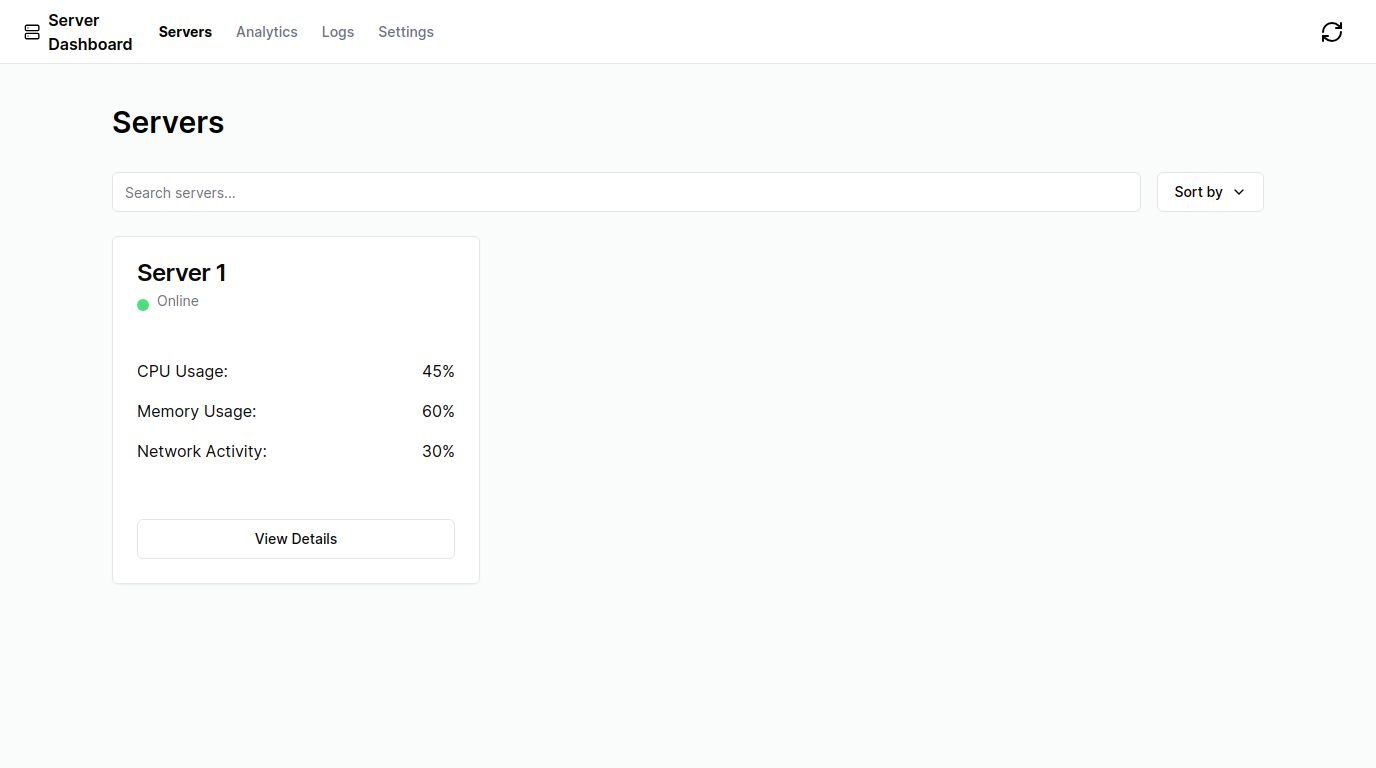 Server
Dashboard
Servers
Analytics
Logs
Settings
Servers
Search servers...
Sort by
Server 1
Online
CPU Usage: 45%
Memory Usage: 60%
Network Activity: 30%
View Details